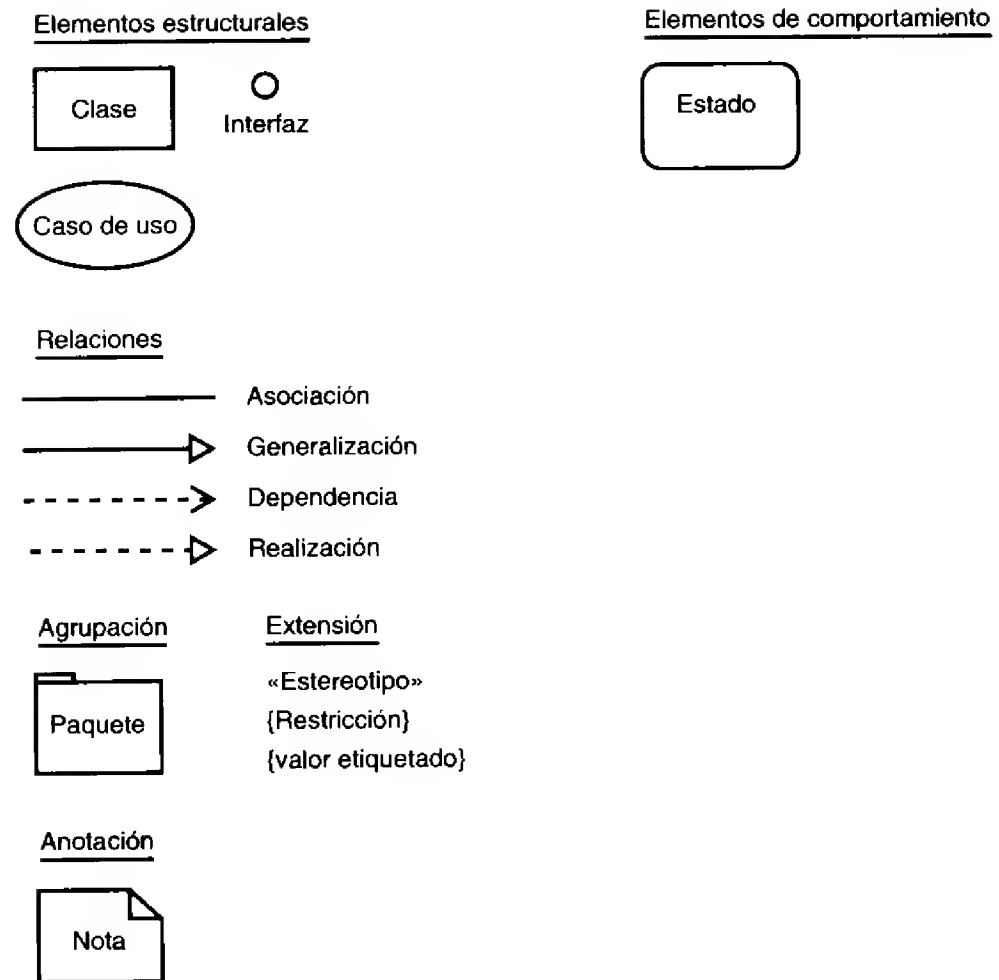 Elementos estructurales
Clase
Interfaz
Caso de uso
Elementos de comportamiento
Estado
Relaciones
Asociación
Generalización
Dependencia
Realización
Agrupación
Paquete
Extensión
«Estereotipo»
{Restricción}
{valor etiquetado}
Anotación
Nota